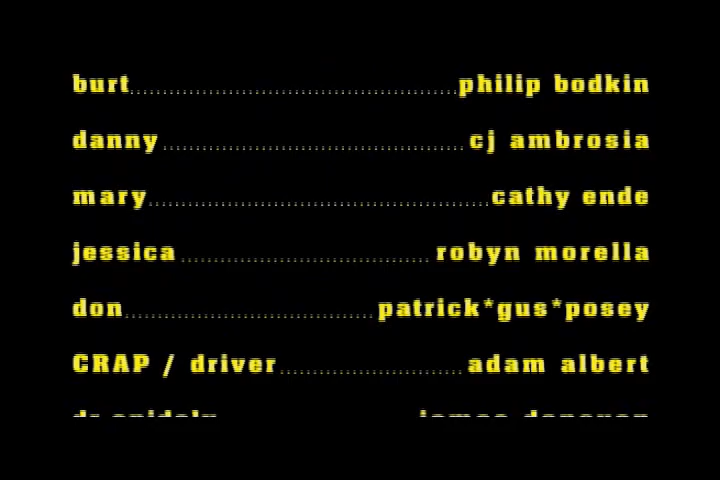 burt................................................philip bodkin
danny................................................cj ambrosia
mary......................................................cathy ende
jessica........................................robyn morella
don........................................patrick*gus*posey
CRAP / driver.............................adam albert